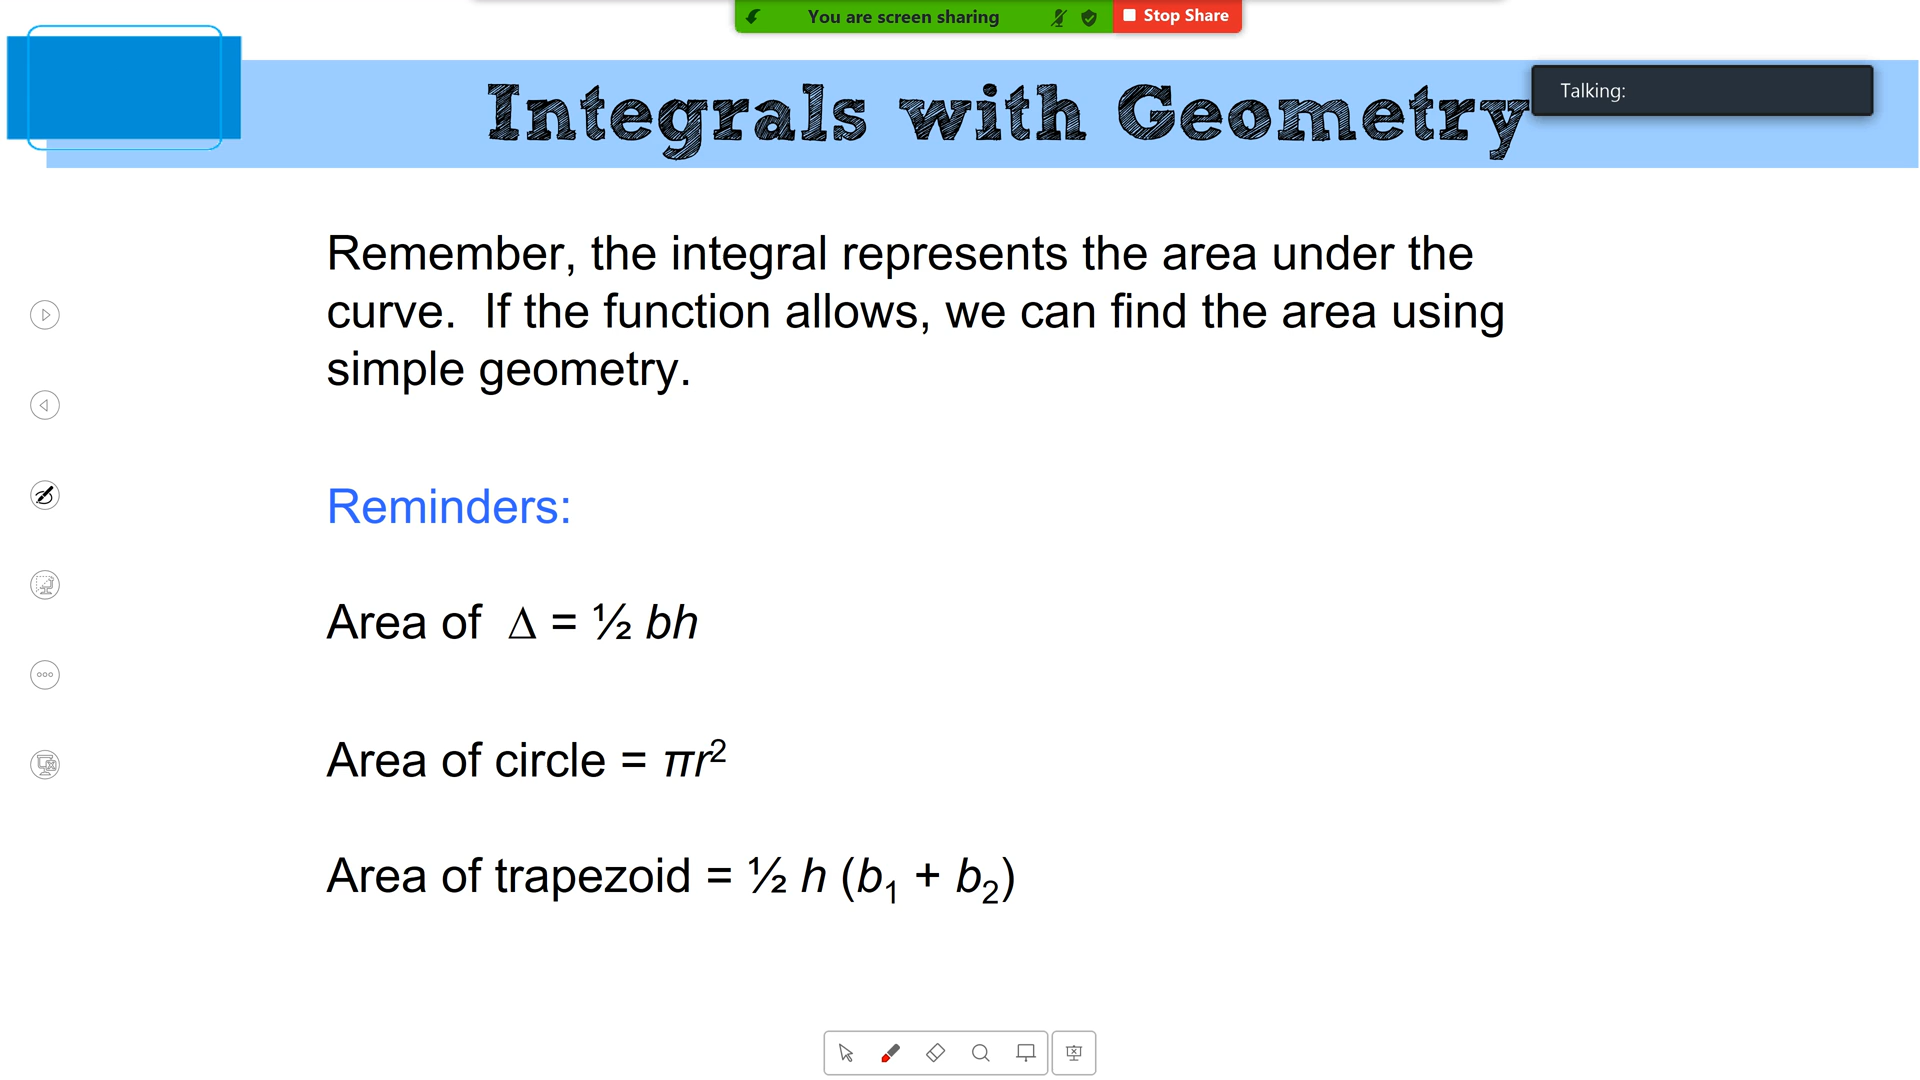 You are screen sharing
Stop Share
Integrals with Geometry
Talking:
Remember, the integral represents the area under the
curve.  If the function allows, we can find the area using
simple geometry.
Reminders:
Area of  Δ = ½ bh
Area of circle = πr²
Area of trapezoid = ½ h (b₁ + b₂)